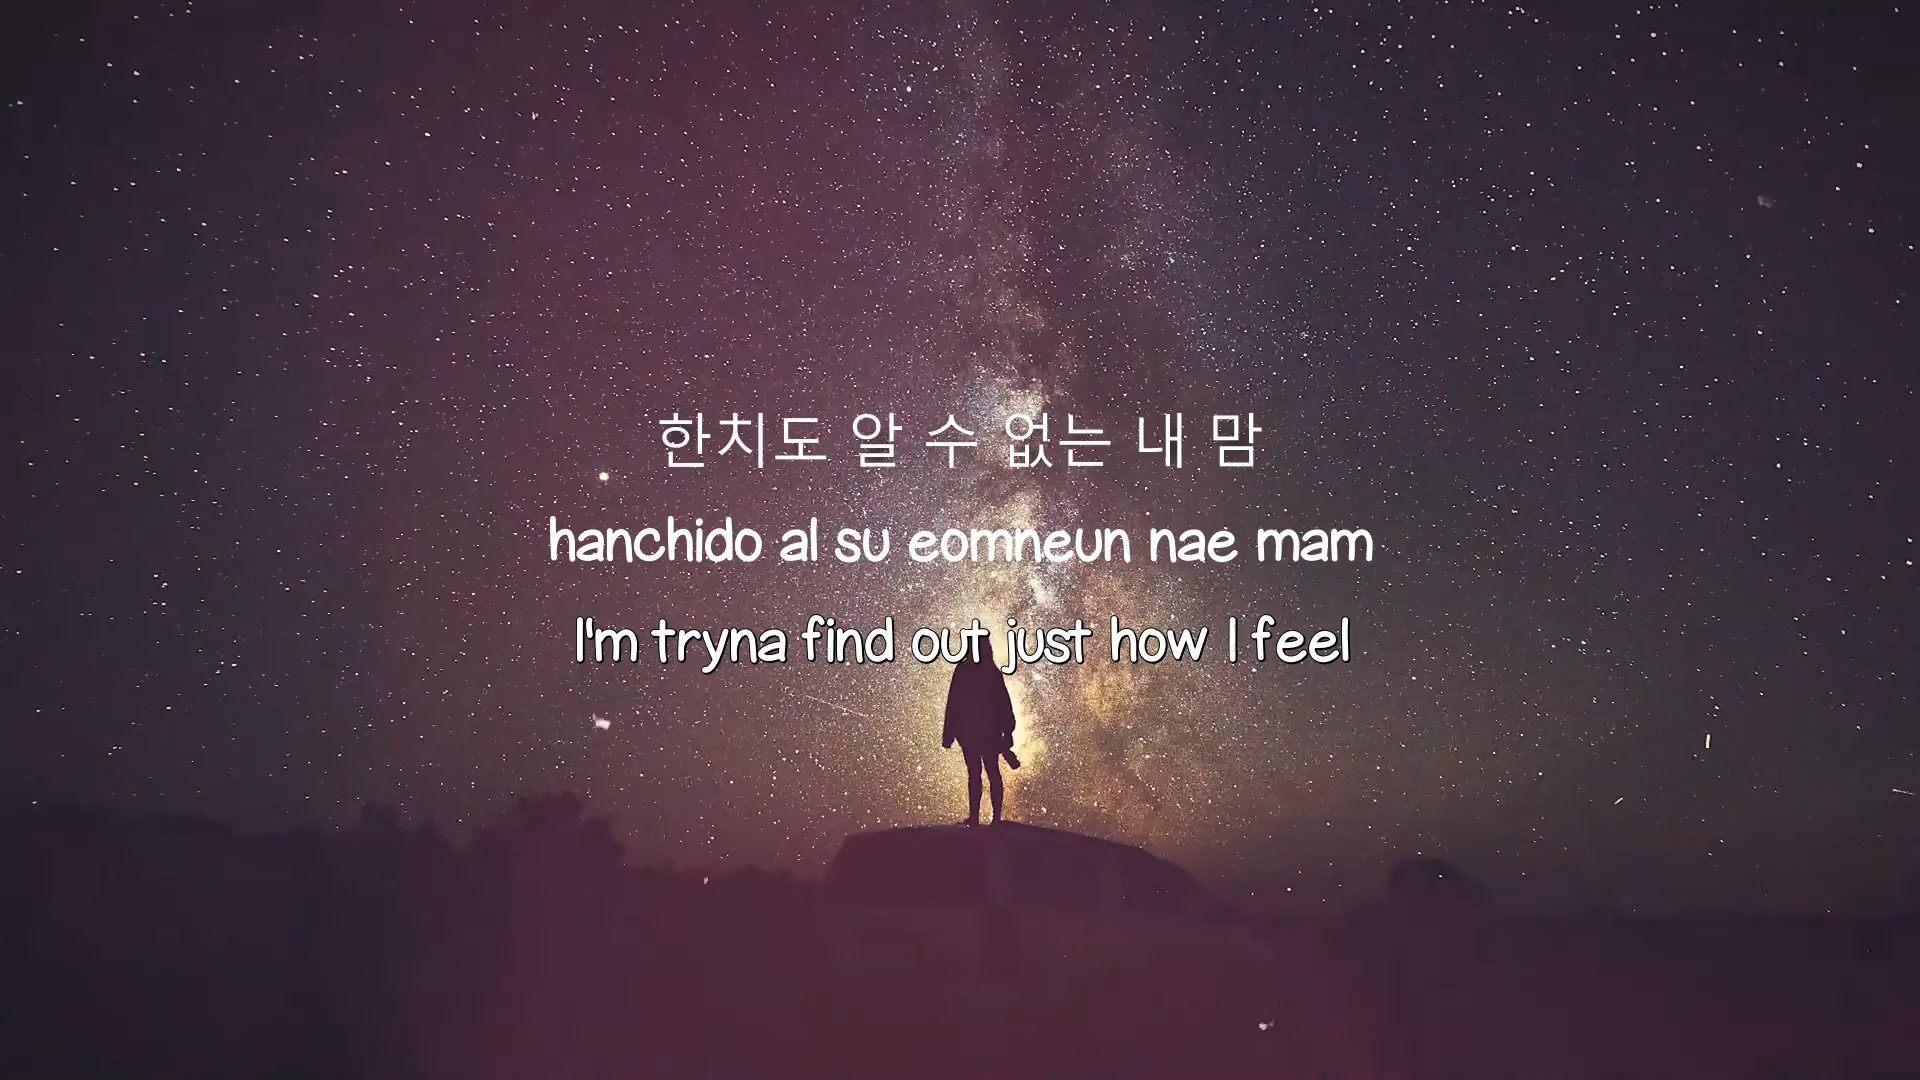 한치도 알 수 없는 내 맘
hanchido al su eomneun nae mam
I'm tryna find out just how I feel